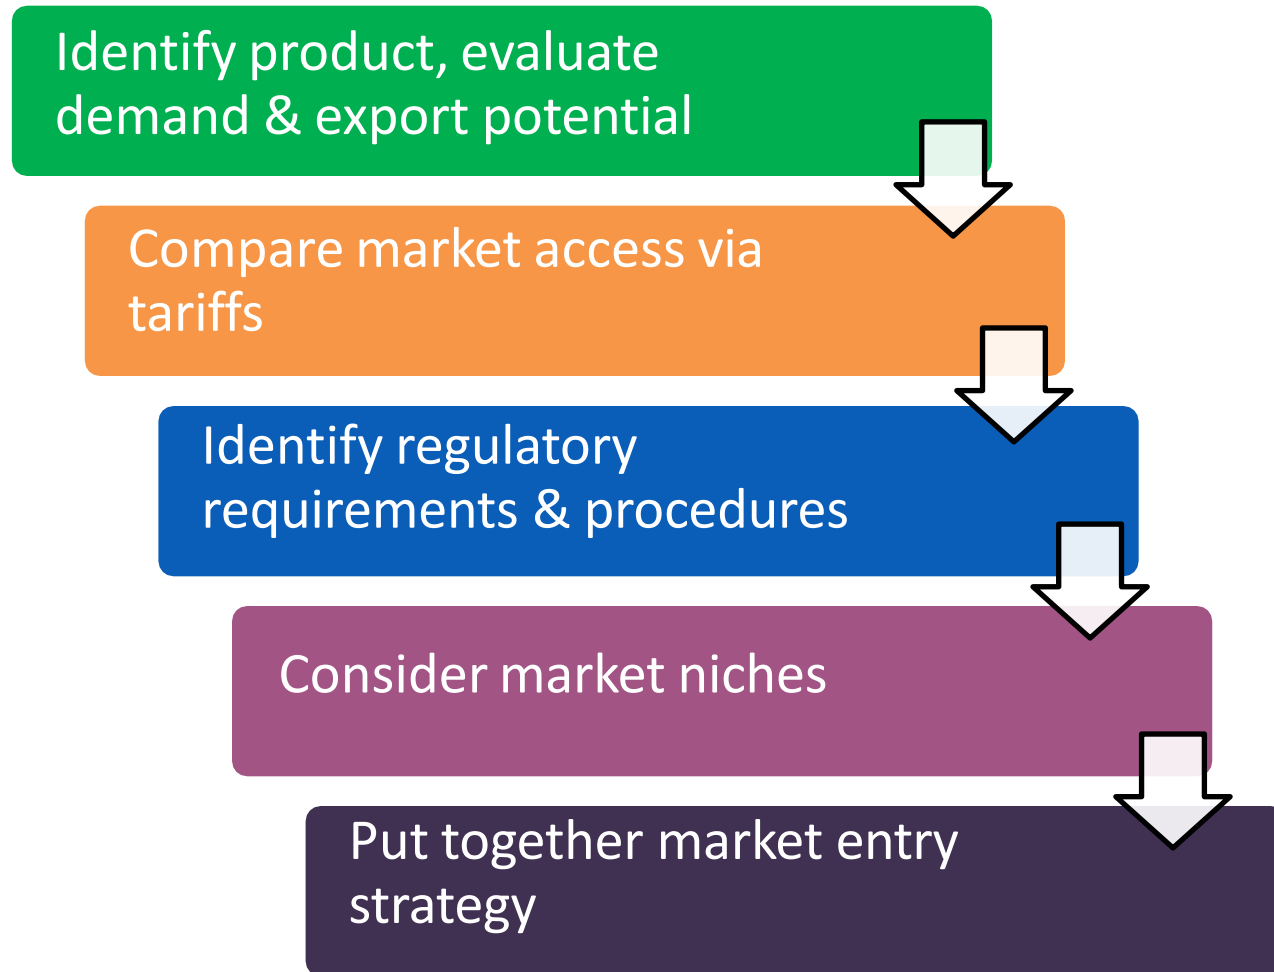 Identify product, evaluate
demand & export potential
Compare market access via
tariffs
Identify regulatory
requirements & procedures
Consider market niches
Put together market entry
strategy